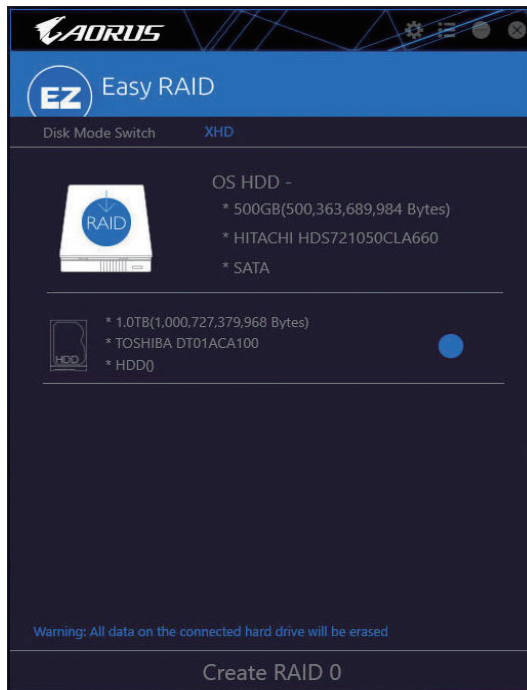 AORUS
EZ Easy RAID
Disk Mode Switch XHD
OS HDD -
* 500GB(500,363,689,984 Bytes)
RAID
* HITACHI HDS721050CLA660
* SATA
* 1.0TB(1,000,727,379,968 Bytes)
* TOSHIBA DT01ACA100
HDD
* HDD()
Warning: All data on the connected hard drive will be erased
Create RAID 0